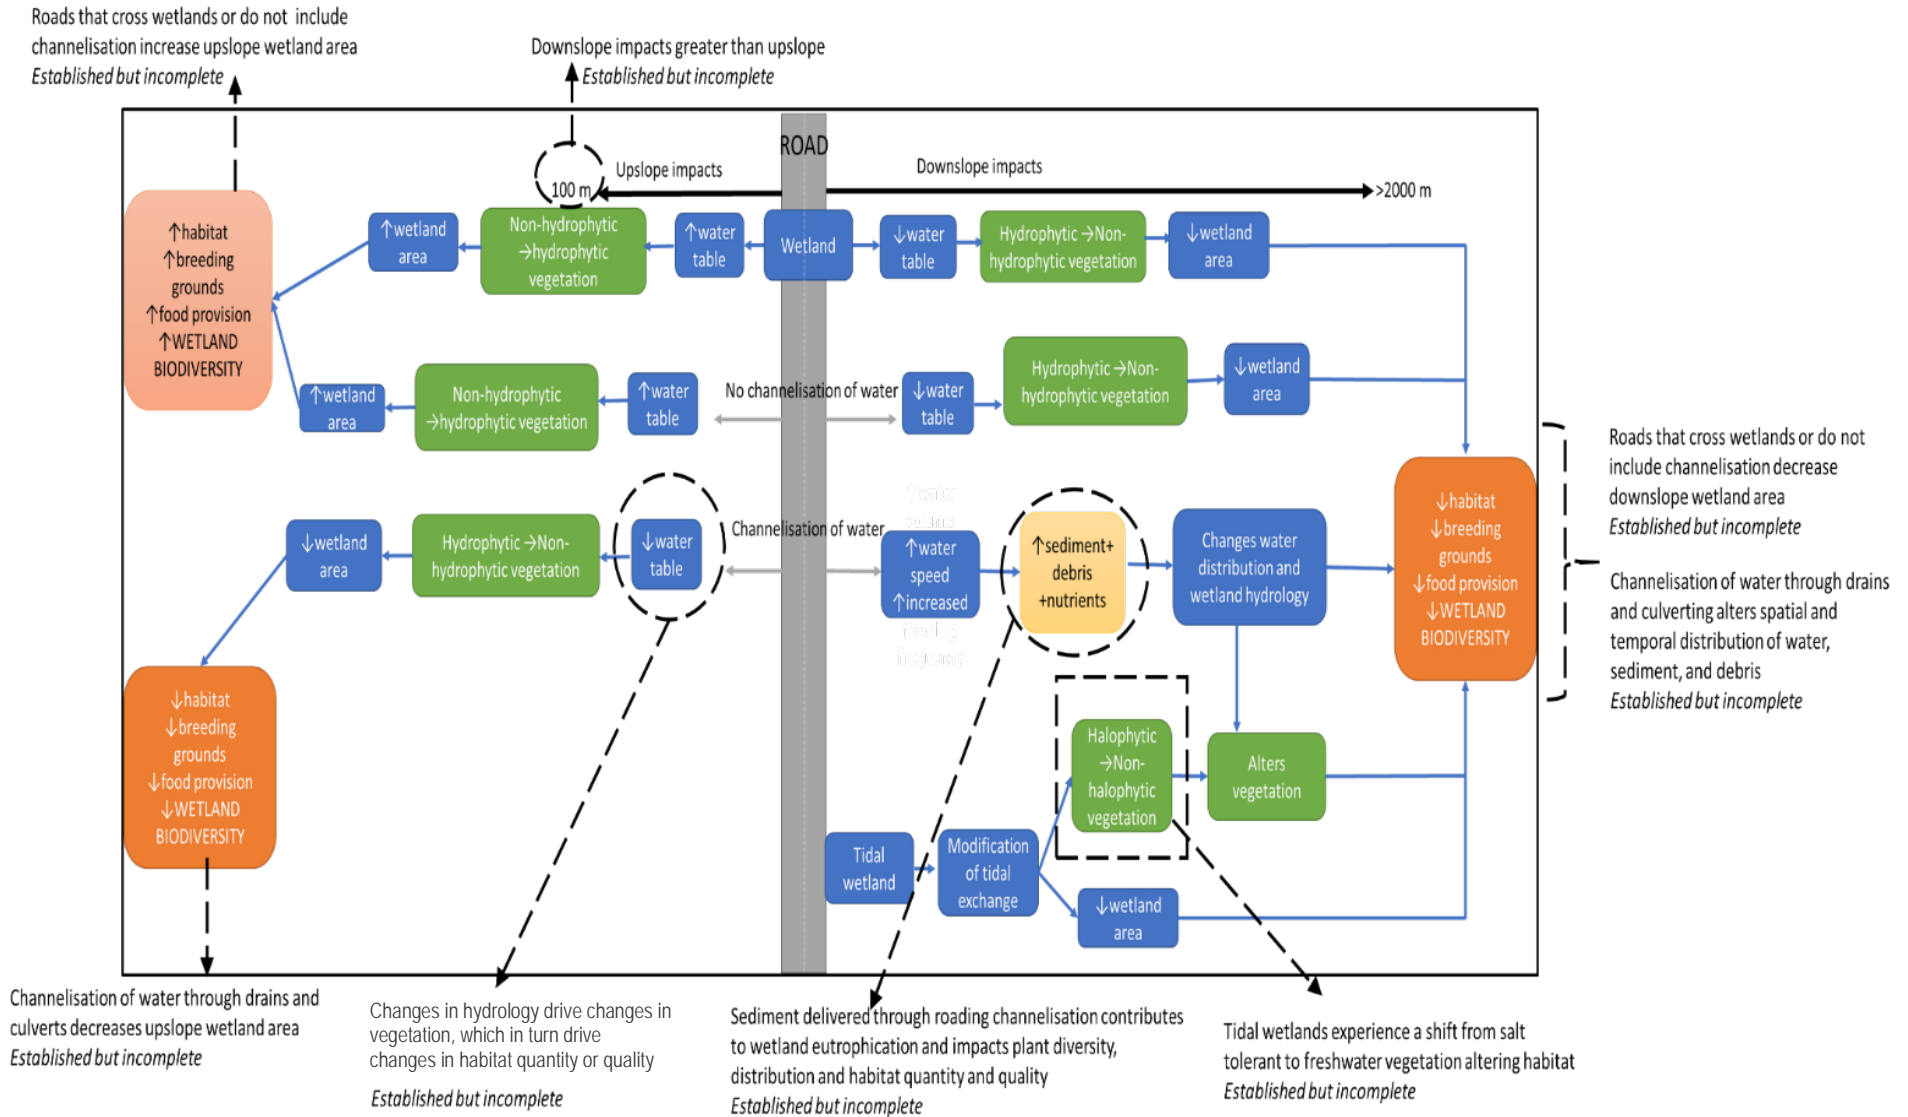 Roads that cross wetlands or do not include
channelisation increase upslope wetland area
Established but incomplete
Downslope impacts greater than upslope
Established but incomplete
ROAD
Upslope impacts
100 m
Downslope impacts
>2000 m
↑habitat
↑breeding
grounds
↑food provision
↑WETLAND
BIODIVERSITY
↑wetland
area
Non-hydrophytic
→hydrophytic
vegetation
↑water
table
Wetland
↓water
table
Hydrophytic →Non-
hydrophytic vegetation
↓wetland
area
↑wetland
area
Non-hydrophytic
→hydrophytic vegetation
↑water
table
No channelisation of water
↓water
table
Hydrophytic →Non-
hydrophytic vegetation
↓wetland
area
↓wetland
area
Hydrophytic →Non-
hydrophytic vegetation
↓water
table
Channelisation of water
↑water
volume
↑water
speed
↑increased
flooding
frequency
↑sediment+
debris
+nutrients
Changes water
distribution and
wetland hydrology
↓habitat
↓breeding
grounds
↓food provision
↓WETLAND
BIODIVERSITY
Roads that cross wetlands or do not
include channelisation decrease
downslope wetland area
Established but incomplete
Channelisation of water through drains
and culverting alters spatial and
temporal distribution of water,
sediment, and debris
Established but incomplete
↓habitat
↓breeding
grounds
↓food provision
↓WETLAND
BIODIVERSITY
Halophytic
→Non-
halophytic
vegetation
Alters
vegetation
Tidal
wetland
Modification
of tidal
exchange
↓wetland
area
Channelisation of water through drains and
culverts decreases upslope wetland area
Established but incomplete
Changes in hydrology drive changes in
vegetation, which in turn drive
changes in habitat quantity or quality
Established but incomplete
Sediment delivered through roading channelisation contributes
to wetland eutrophication and impacts plant diversity,
distribution and habitat quantity and quality
Established but incomplete
Tidal wetlands experience a shift from salt
tolerant to freshwater vegetation altering habitat
Established but incomplete